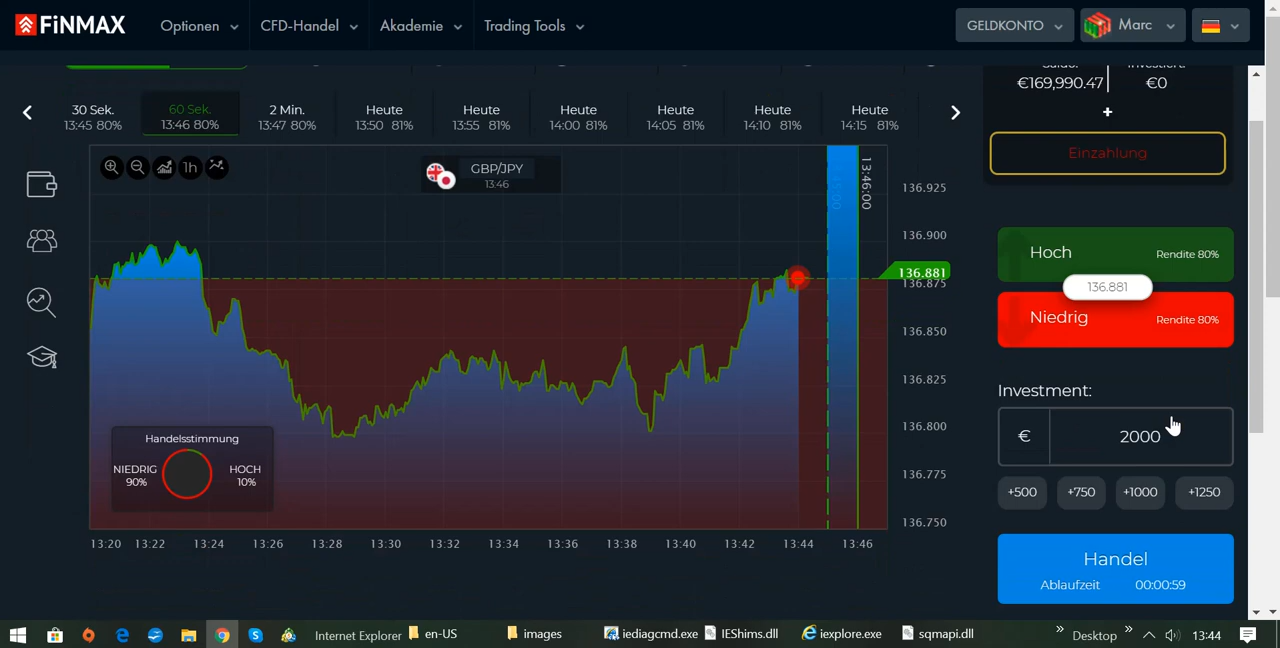 FiNMAX
Optionen
CFD-Handel
Akademie
Trading Tools
GELDKONTO
Marc
€169,990.47
€0
+
Einzahlung
30 Sek.
13:45 80%
60 Sek.
13:46 80%
2 Min.
13:47 80%
Heute
13:50 81%
Heute
13:55 81%
Heute
14:00 81%
Heute
14:05 81%
Heute
14:10 81%
Heute
14:15 81%
1h
GBP/JPY
13:46
13:46:00
136.925
136.900
136.881
136.875
136.850
136.825
136.800
136.775
136.750
Handelsstimmung
NIEDRIG
90%
HOCH
10%
13:20 13:22 13:24 13:26 13:28 13:30 13:32 13:34 13:36 13:38 13:40 13:42 13:44 13:46
Hoch
Rendite 80%
136.881
Niedrig
Rendite 80%
Investment:
€
2000
+500
+750
+1000
+1250
Handel
Ablaufzeit 00:00:59
Internet Explorer
en-US
images
iediagcmd.exe
IEShims.dll
iexplore.exe
sqmapi.dll
Desktop
13:44